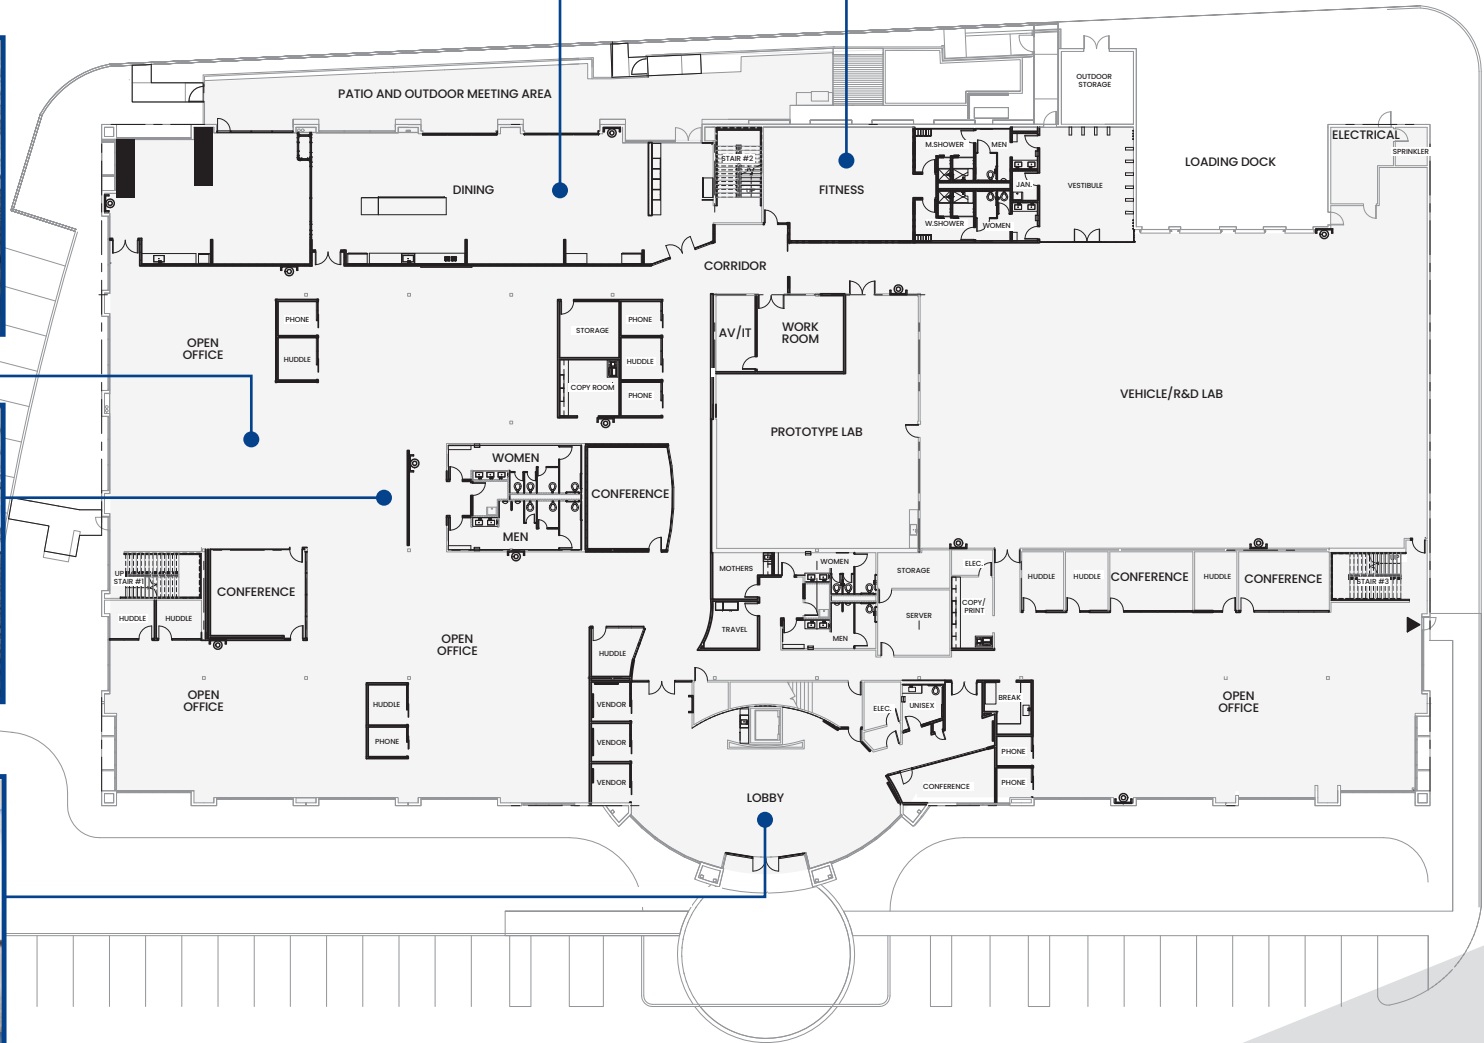 OUTDOOR
STORAGE
PATIO AND OUTDOOR MEETING AREA
ELECTRICAL
SPRINKLER
LOADING DOCK
M.SHOWER
MEN
STAIR #2
DINING
FITNESS
JAN.
VESTIBULE
W.SHOWER
WOMEN
CORRIDOR
PHONE
STORAGE
PHONE
AV/IT
WORK
ROOM
OPEN
OFFICE
HUDDLE
HUDDLE
COPY ROOM
PHONE
VEHICLE/R&D LAB
PROTOTYPE LAB
WOMEN
CONFERENCE
MEN
UP
STAIR #1
CONFERENCE
HUDDLE
HUDDLE
MOTHERS
WOMEN
STORAGE
ELEC.
HUDDLE
HUDDLE
CONFERENCE
HUDDLE
CONFERENCE
UP
STAIR #3
COPY/
PRINT
SERVER
TRAVEL
MEN
OPEN
OFFICE
HUDDLE
OPEN
OFFICE
HUDDLE
PHONE
VENDOR
VENDOR
VENDOR
ELEC.
UNISEX
BREAK
PHONE
PHONE
OPEN
OFFICE
CONFERENCE
LOBBY